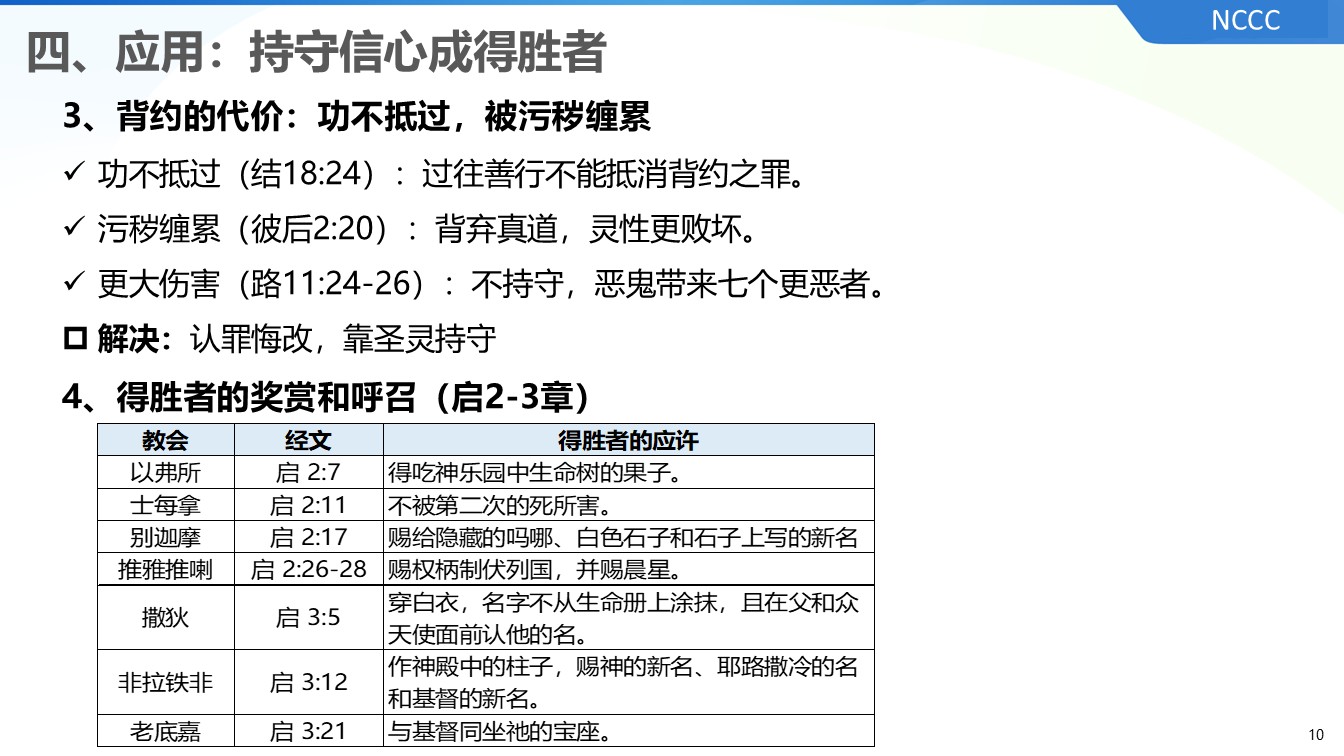 NCCC
四、应用：持守信心成得胜者
3、背约的代价：功不抵过，被污秽缠累
✓ 功不抵过（结18:24）：过往善行不能抵消背约之罪。
✓ 污秽缠累（彼后2:20）：背弃真道，灵性更败坏。
✓ 更大伤害（路11:24-26）：不持守，恶鬼带来七个更恶者。
解决：认罪悔改，靠圣灵持守
4、得胜者的奖赏和呼召（启2-3章）
教会 经文 得胜者的应许
以弗所 启 2:7 得吃神乐园中生命树的果子。
士每拿 启 2:11 不被第二次的死所害。
别迦摩 启 2:17 赐给隐藏的吗哪、白色石子和石子上写的新名
推雅推喇 启 2:26-28 赐权柄制伏列国，并赐晨星。
撒狄 启 3:5 穿白衣，名字不从生命册上涂抹，且在父和众
天使面前认他的名。
非拉铁非 启 3:12 作神殿中的柱子，赐神的新名、耶路撒冷的名
和基督的新名。
老底嘉 启 3:21 与基督同坐祂的宝座。
10